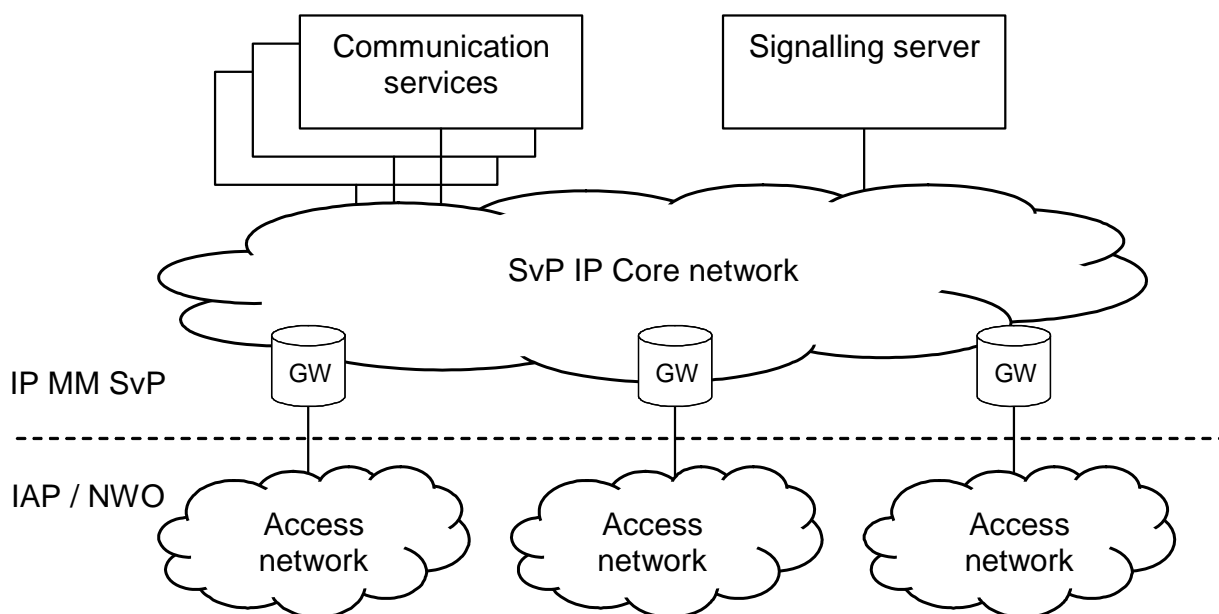 Communication
services
Signalling server
SvP IP Core network
GW
GW
GW
IP MM SvP
IAP / NWO
Access
network
Access
network
Access
network